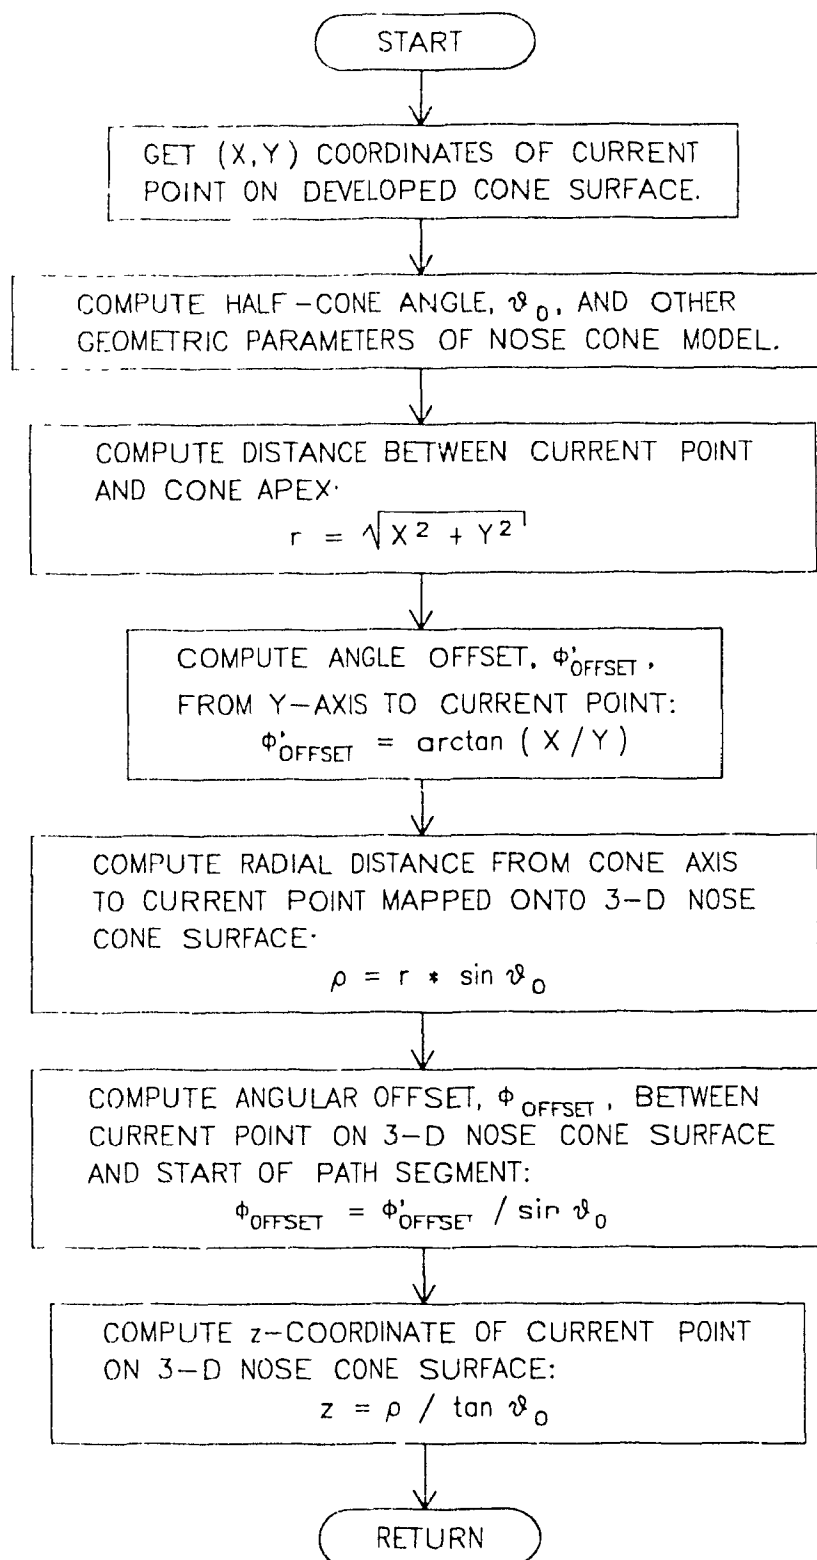 START
GET (X,Y) COORDINATES OF CURRENT
POINT ON DEVELOPED CONE SURFACE.
COMPUTE HALF-CONE ANGLE, ϑ₀, AND OTHER
GEOMETRIC PARAMETERS OF NOSE CONE MODEL.
COMPUTE DISTANCE BETWEEN CURRENT POINT
AND CONE APEX·
r = √X² + Y²
COMPUTE ANGLE OFFSET, Φ'OFFSET,
FROM Y-AXIS TO CURRENT POINT:
Φ'OFFSET = arctan ( X / Y )
COMPUTE RADIAL DISTANCE FROM CONE AXIS
TO CURRENT POINT MAPPED ONTO 3-D NOSE
CONE SURFACE·
ρ = r * sin ϑ₀
COMPUTE ANGULAR OFFSET, ΦOFFSET, BETWEEN
CURRENT POINT ON 3-D NOSE CONE SURFACE
AND START OF PATH SEGMENT:
ΦOFFSET = Φ'OFFSET / sin ϑ₀
COMPUTE z-COORDINATE OF CURRENT POINT
ON 3-D NOSE CONE SURFACE:
z = ρ / tan ϑ₀
RETURN